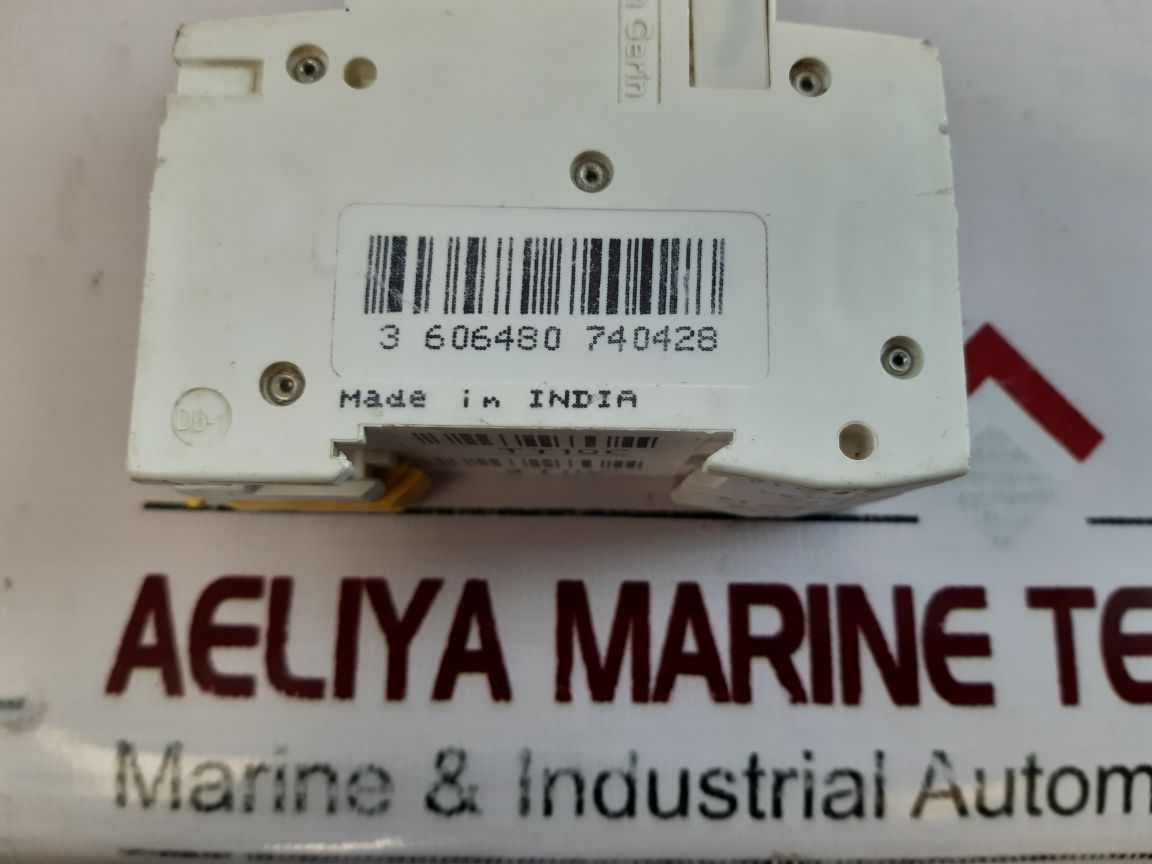 Gerin
3 606480 740428
Made in INDIA
AELIYA MARINE TE
Marine & Industrial Autom